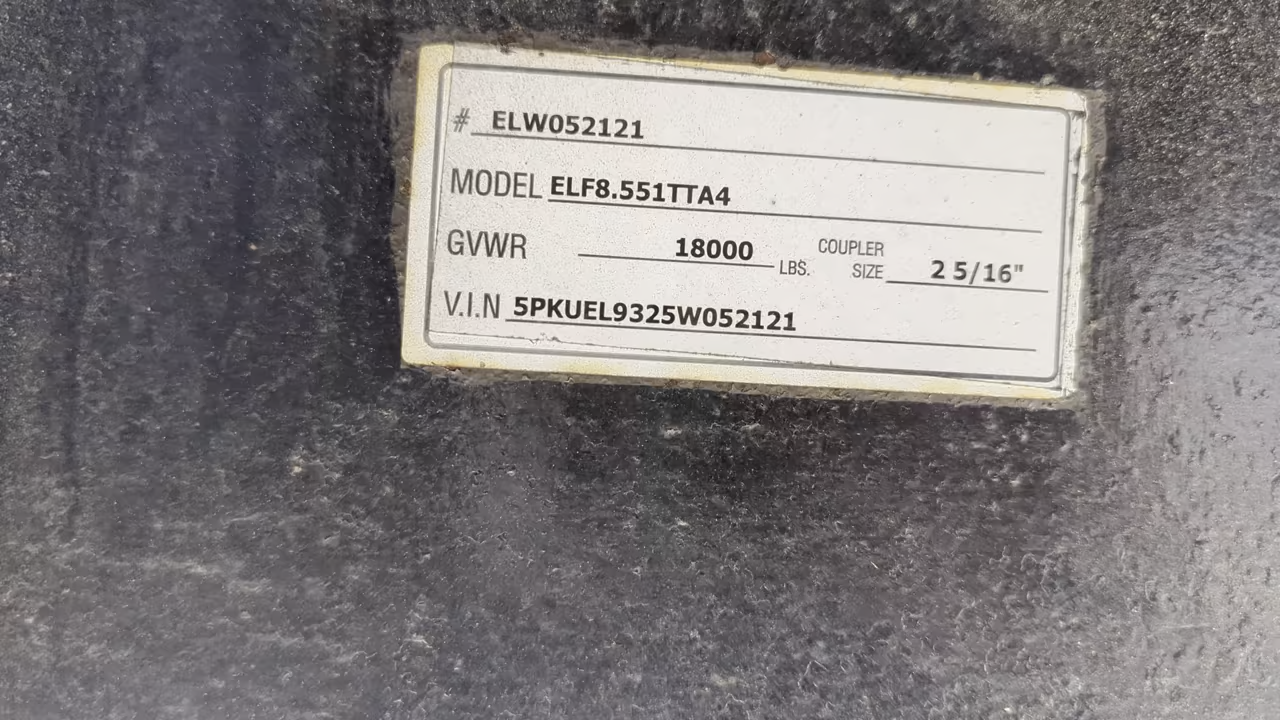 # ELW052121
MODEL ELF8.551TTA4
GVWR 18000 LBS. COUPLER SIZE 2 5/16"
V.I.N 5PKUEL9325W052121